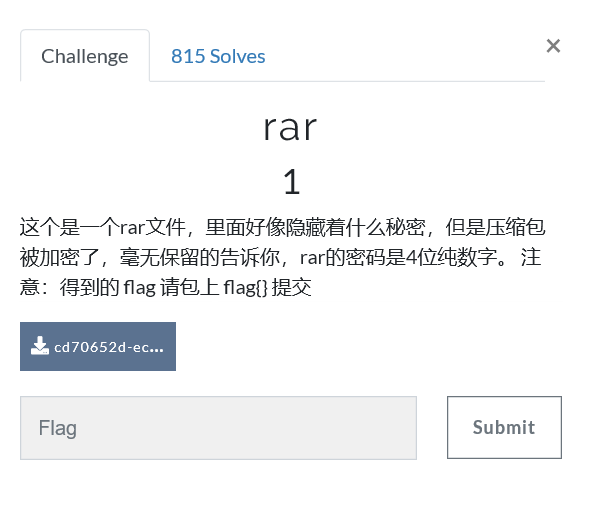 Challenge
815 Solves
×
rar
1
这个是一个rar文件，里面好像隐藏着什么秘密，但是压缩包
被加密了，毫无保留的告诉你，rar的密码是4位纯数字。 注
意：得到的 flag 请包上 flag{} 提交
cd70652d-ec...
Flag
Submit